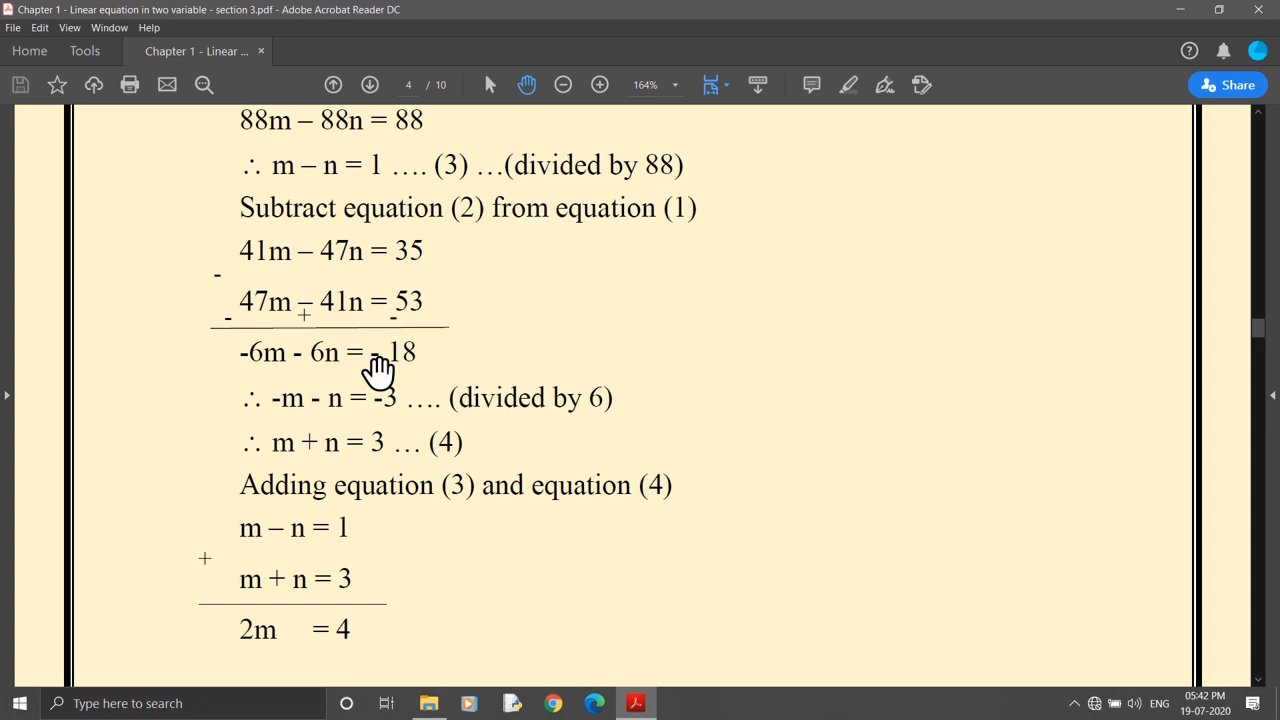 Chapter 1 - Linear equation in two variable - section 3.pdf - Adobe Acrobat Reader DC
File Edit View Window Help
Home Tools Chapter 1 - Linear ... ×
4 / 10 164% Share
88m – 88n = 88
∴ m – n = 1 …. (3) …(divided by 88)
Subtract equation (2) from equation (1)
41m – 47n = 35
-
47m – 41n = 53
- + -
-6m - 6n = - 18
∴ -m - n = -3 …. (divided by 6)
∴ m + n = 3 … (4)
Adding equation (3) and equation (4)
m – n = 1
+
m + n = 3
2m = 4
Type here to search
ENG
05:42 PM
19-07-2020